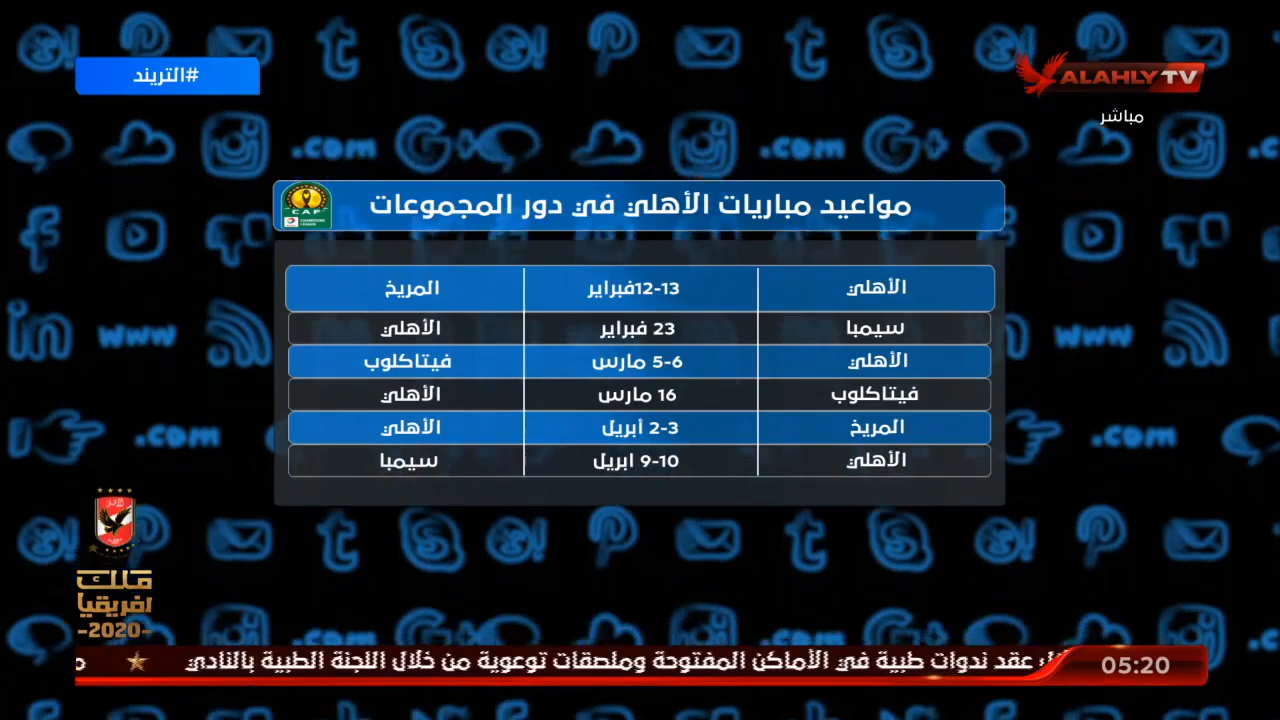 #التريند
ALAHLY TV
مباشر
مواعيد مباريات الأهلي في دور المجموعات
CAF
الأهلي 12-13فبراير المريخ
سيمبا 23 فبراير الأهلي
الأهلي 5-6 مارس فيتاكلوب
فيتاكلوب 16 مارس الأهلي
المريخ 2-3 أبريل الأهلي
الأهلي 9-10 ابريل سيمبا
ملك
افريقيا
-2020-
عقد ندوات طبية في الأماكن المفتوحة وملصقات توعوية من خلال اللجنة الطبية بالنادي
05:20